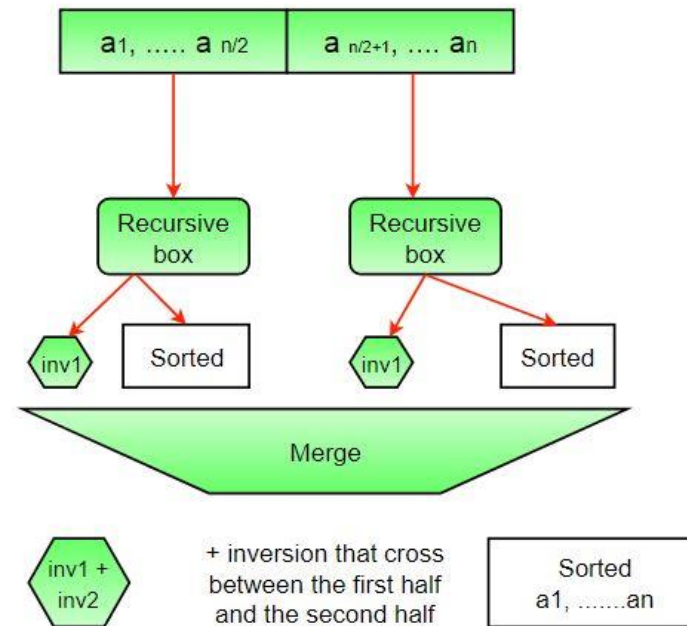 a1, ..... a n/2
a n/2+1, .... an
Recursive
box
Recursive
box
inv1
Sorted
inv1
Sorted
Merge
inv1 +
inv2
+ inversion that cross
between the first half
and the second half
Sorted
a1, .......an